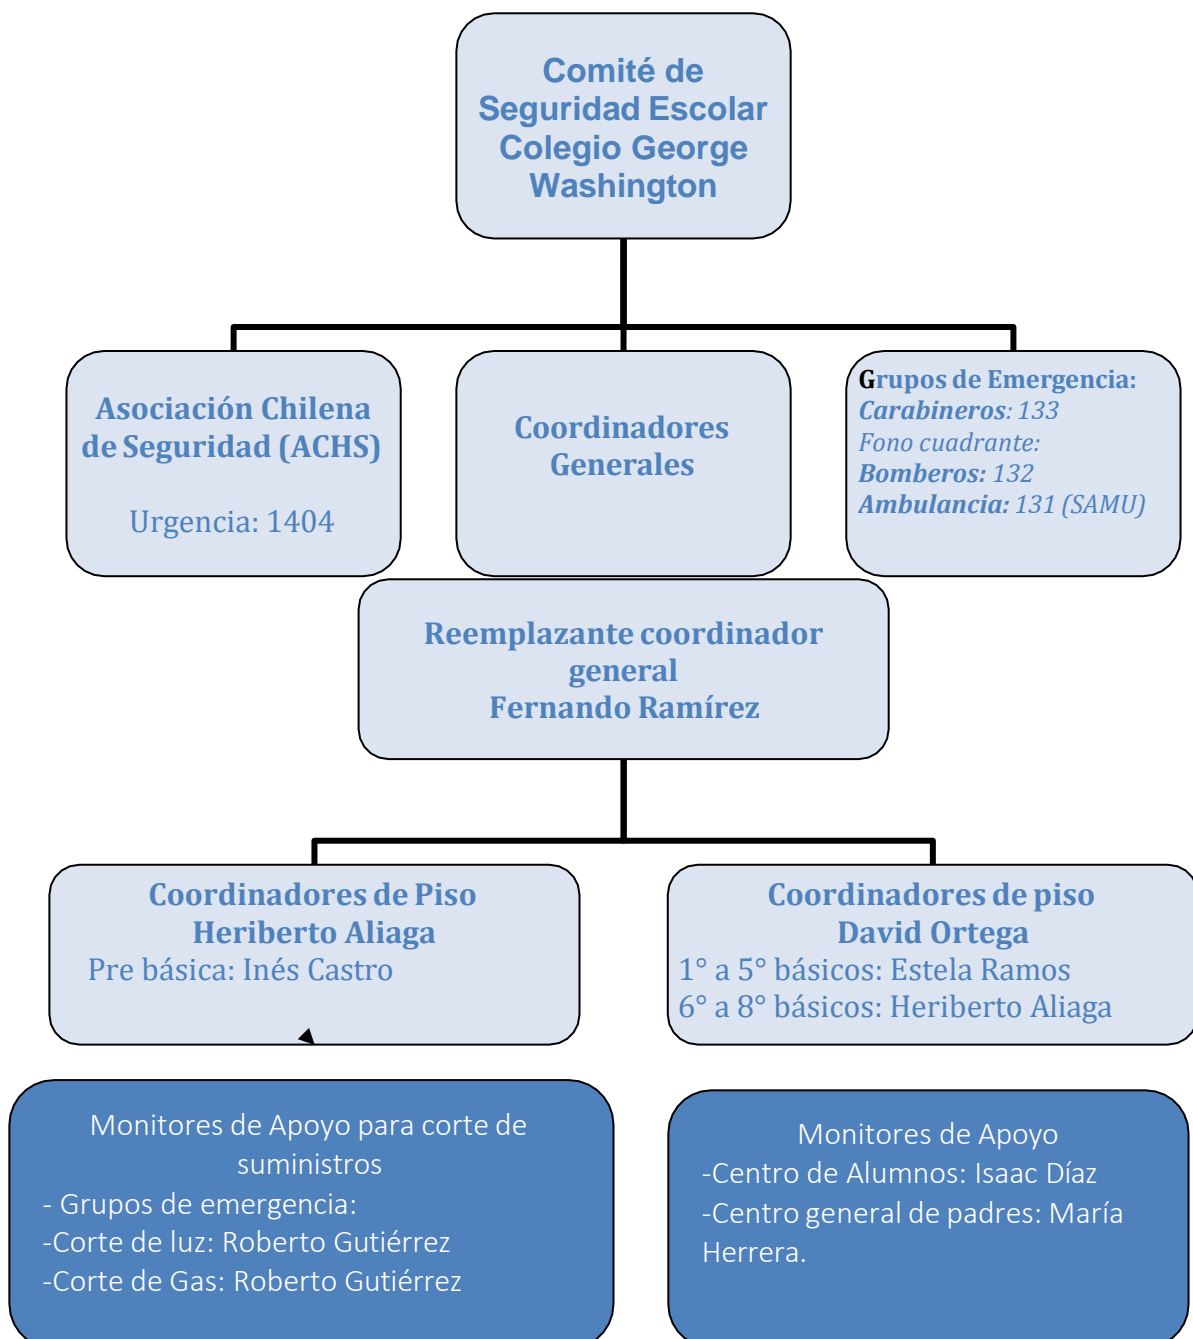 Comité de
Seguridad Escolar
Colegio George
Washington
Asociación Chilena
de Seguridad (ACHS)
Urgencia: 1404
Coordinadores
Generales
Grupos de Emergencia:
Carabineros: 133
Fono cuadrante:
Bomberos: 132
Ambulancia: 131 (SAMU)
Reemplazante coordinador
general
Fernando Ramírez
Coordinadores de Piso
Heriberto Aliaga
Pre básica: Inés Castro
Coordinadores de piso
David Ortega
1° a 5° básicos: Estela Ramos
6° a 8° básicos: Heriberto Aliaga
Monitores de Apoyo para corte de
suministros
- Grupos de emergencia:
-Corte de luz: Roberto Gutiérrez
-Corte de Gas: Roberto Gutiérrez
Monitores de Apoyo
-Centro de Alumnos: Isaac Díaz
-Centro general de padres: María
Herrera.